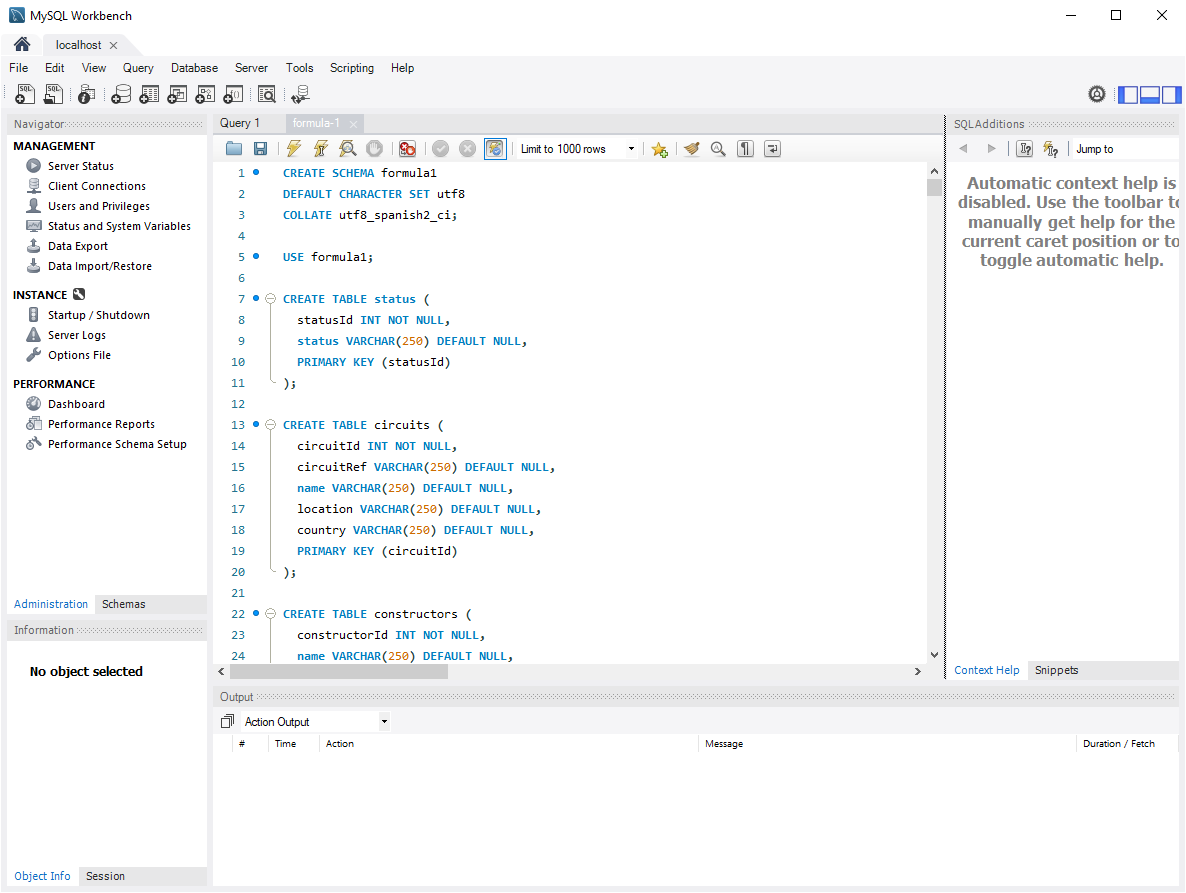 MySQL Workbench
localhost
File Edit View Query Database Server Tools Scripting Help
Navigator
MANAGEMENT
Server Status
Client Connections
Users and Privileges
Status and System Variables
Data Export
Data Import/Restore
INSTANCE
Startup / Shutdown
Server Logs
Options File
PERFORMANCE
Dashboard
Performance Reports
Performance Schema Setup
Administration Schemas
Information
No object selected
Object Info Session
Query 1 formula-1
Limit to 1000 rows
1 CREATE SCHEMA formula1
2 DEFAULT CHARACTER SET utf8
3 COLLATE utf8_spanish2_ci;
4
5 USE formula1;
6
7 CREATE TABLE status (
8 statusId INT NOT NULL,
9 status VARCHAR(250) DEFAULT NULL,
10 PRIMARY KEY (statusId)
11 );
12
13 CREATE TABLE circuits (
14 circuitId INT NOT NULL,
15 circuitRef VARCHAR(250) DEFAULT NULL,
16 name VARCHAR(250) DEFAULT NULL,
17 location VARCHAR(250) DEFAULT NULL,
18 country VARCHAR(250) DEFAULT NULL,
19 PRIMARY KEY (circuitId)
20 );
21
22 CREATE TABLE constructors (
23 constructorId INT NOT NULL,
24 name VARCHAR(250) DEFAULT NULL,
SQLAdditions
Jump to
Automatic context help is
disabled. Use the toolbar to
manually get help for the
current caret position or to
toggle automatic help.
Context Help Snippets
Output
Action Output
# Time Action Message Duration / Fetch